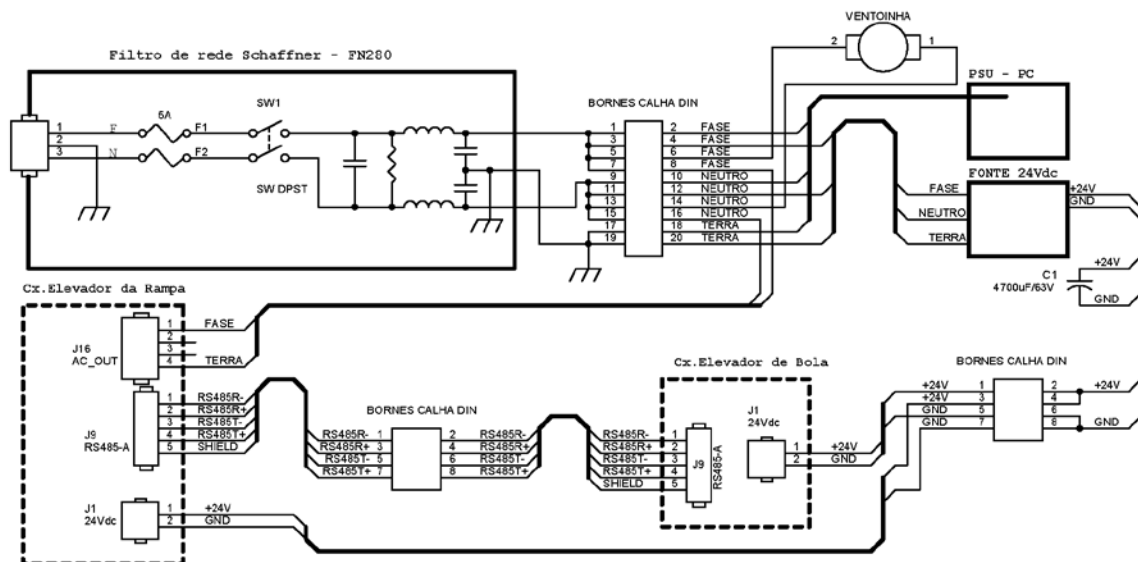 VENTOINHA
2 1
Filtro de rede Schaffner - FN280
PSU - PC
5A SW1
BORNES CALHA DIN
1 F F1
2
3 N F2
SW DPST
1 2 FASE
3 4 FASE
5 6 FASE
7 8 FASE
9 10 NEUTRO
11 12 NEUTRO
13 14 NEUTRO
15 16 NEUTRO
17 18 TERRA
19 20 TERRA
FONTE 24Vdc
FASE
NEUTRO
TERRA
+24V
GND
C1
4700uF/63V
+24V
GND
Cx.Elevador da Rampa
J16
AC_OUT
1 FASE
2
3
4 TERRA
J9
RS485-A
1 RS485R-
2 RS485R+
3 RS485T-
4 RS485T+
5 SHIELD
BORNES CALHA DIN
RS485R- 1 2 RS485R-
RS485R+ 3 4 RS485R+
RS485T- 5 6 RS485T-
RS485T+ 7 8 RS485T+
Cx.Elevador de Bola
RS485R- 1
RS485R+ 2
RS485T- 3
RS485T+ 4
SHIELD 5
J9
RS485-A
J1
24Vdc
1 +24V
2 GND
BORNES CALHA DIN
+24V 1 2 +24V
+24V 3 4
GND 5 6
GND 7 8 GND
J1
24Vdc
1 +24V
2 GND